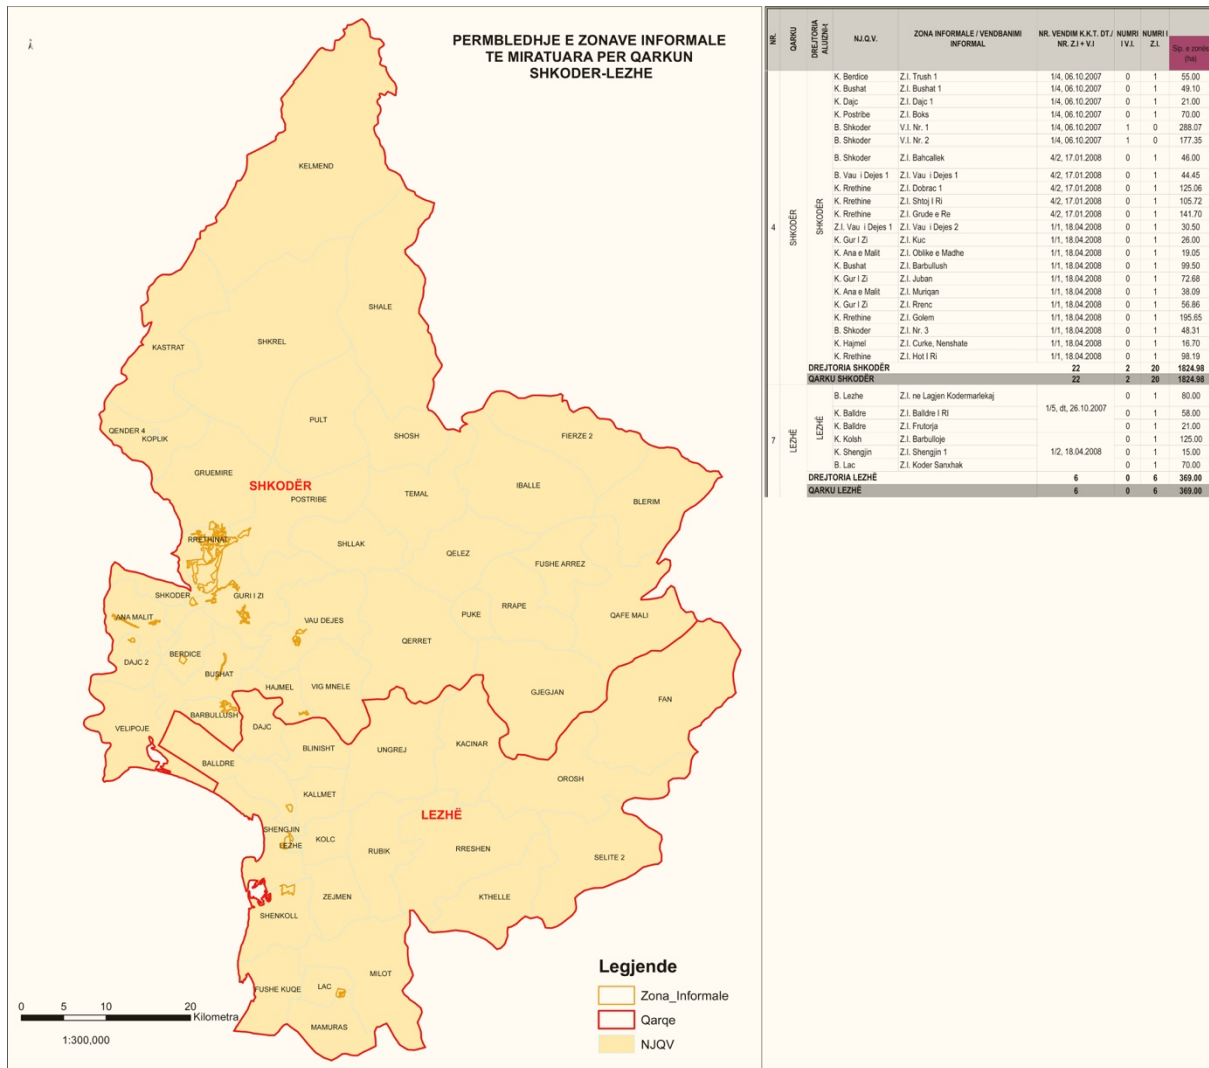 PERMBLEDHJE E ZONAVE INFORMALE
TE MIRATUARA PER QARKUN
SHKODER-LEZHE
KELMEND
SHALE
KASTRAT
SHKREL
PULT
QENDER 4
KOPLIK
SHOSH
FIERZE 2
GRUEMIRE
SHKODËR
POSTRIBE
TEMAL
IBALLE
BLERIM
RRETHINAT
SHLLAK
QELEZ
FUSHE ARREZ
SHKODER
GURI I ZI
ANA MALIT
VAU DEJES
PUKE
RRAPE
QAFE MALI
BERDICE
QERRET
DAJC 2
BUSHAT
HAJMEL
VIG MNELE
GJEGJAN
FAN
BARBULLUSH
DAJC
VELIPOJE
BLINISHT
UNGREJ
KACINAR
BALLDRE
OROSH
KALLMET
LEZHË
SHENGJIN
LEZHE
KOLC
RUBIK
RRESHEN
SELITE 2
ZEJMEN
KTHELLE
SHENKOLL
MILOT
FUSHE KUQE
LAC
MAMURAS
0 5 10 20
Kilometra
1:300,000
Legjende
Zona_Informale
Qarqe
NJQV
NR. QARKU DREJTORIA ALUIZNI-t N.J.Q.V. ZONA INFORMALE / VENDBANIMI INFORMAL NR. VENDIM K.K.T. DT./ NR. Z.I + V.I NUMRI I V.I. NUMRI I Z.I. Sip. e zonës (ha)
4 SHKODËR SHKODËR
K. Berdice Z.I. Trush 1 1/4, 06.10.2007 0 1 55.00
K. Bushat Z.I. Bushat 1 1/4, 06.10.2007 0 1 49.10
K. Dajc Z.I. Dajc 1 1/4, 06.10.2007 0 1 21.00
K. Postribe Z.I. Boks 1/4, 06.10.2007 0 1 70.00
B. Shkoder V.I. Nr. 1 1/4, 06.10.2007 1 0 288.07
B. Shkoder V.I. Nr. 2 1/4, 06.10.2007 1 0 177.35
B. Shkoder Z.I. Bahcallek 4/2, 17.01.2008 0 1 46.00
B. Vau i Dejes 1 Z.I. Vau i Dejes 1 4/2, 17.01.2008 0 1 44.45
K. Rrethine Z.I. Dobrac 1 4/2, 17.01.2008 0 1 125.06
K. Rrethine Z.I. Shtoj I Ri 4/2, 17.01.2008 0 1 105.72
K. Rrethine Z.I. Grude e Re 4/2, 17.01.2008 0 1 141.70
Z.I. Vau i Dejes 1 Z.I. Vau i Dejes 2 1/1, 18.04.2008 0 1 30.50
K. Gur I Zi Z.I. Kuc 1/1, 18.04.2008 0 1 26.00
K. Ana e Malit Z.I. Oblike e Madhe 1/1, 18.04.2008 0 1 19.05
K. Bushat Z.I. Barbullush 1/1, 18.04.2008 0 1 99.50
K. Gur I Zi Z.I. Juban 1/1, 18.04.2008 0 1 72.68
K. Ana e Malit Z.I. Muriqan 1/1, 18.04.2008 0 1 38.09
K. Gur I Zi Z.I. Rrenc 1/1, 18.04.2008 0 1 56.86
K. Rrethine Z.I. Golem 1/1, 18.04.2008 0 1 195.65
B. Shkoder Z.I. Nr. 3 1/1, 18.04.2008 0 1 48.31
K. Hajmel Z.I. Curke, Nenshate 1/1, 18.04.2008 0 1 16.70
K. Rrethine Z.I. Hot I Ri 1/1, 18.04.2008 0 1 98.19
DREJTORIA SHKODËR 22 2 20 1824.98
QARKU SHKODËR 22 2 20 1824.98
7 LEZHË LEZHË
B. Lezhe Z.I. ne Lagjen Kodermarlekaj 0 1 80.00
1/5, dt, 26.10.2007
K. Balldre Z.I. Balldre I RI 0 1 58.00
K. Balldre Z.I. Frutorja 0 1 21.00
K. Kolsh Z.I. Barbulloje 0 1 125.00
K. Shengjin Z.I. Shengjin 1 1/2, 18.04.2008 0 1 15.00
B. Lac Z.I. Koder Sanxhak 0 1 70.00
DREJTORIA LEZHË 6 0 6 369.00
QARKU LEZHË 6 0 6 369.00